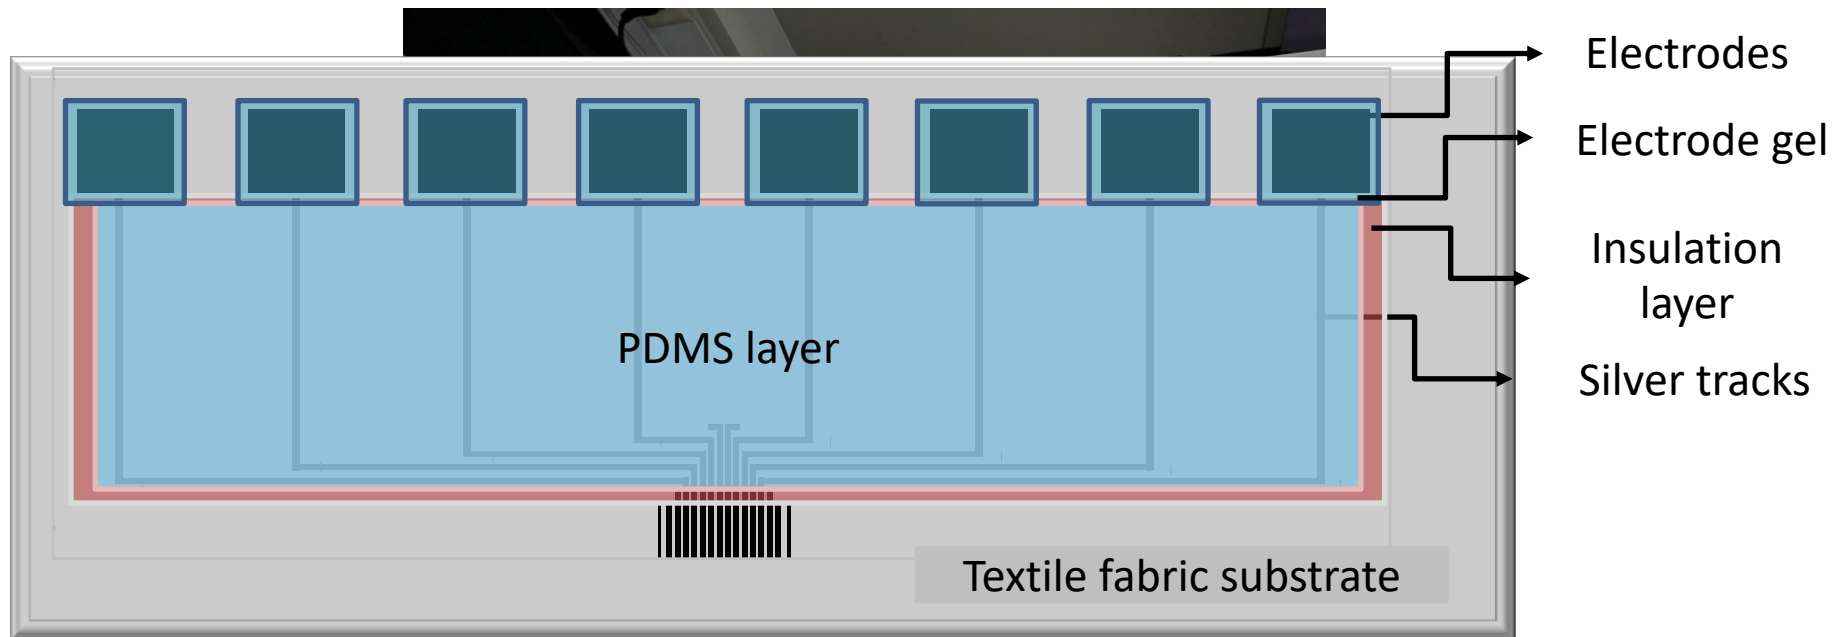 Electrodes
Electrode gel
Insulation
layer
PDMS layer
Silver tracks
Textile fabric substrate